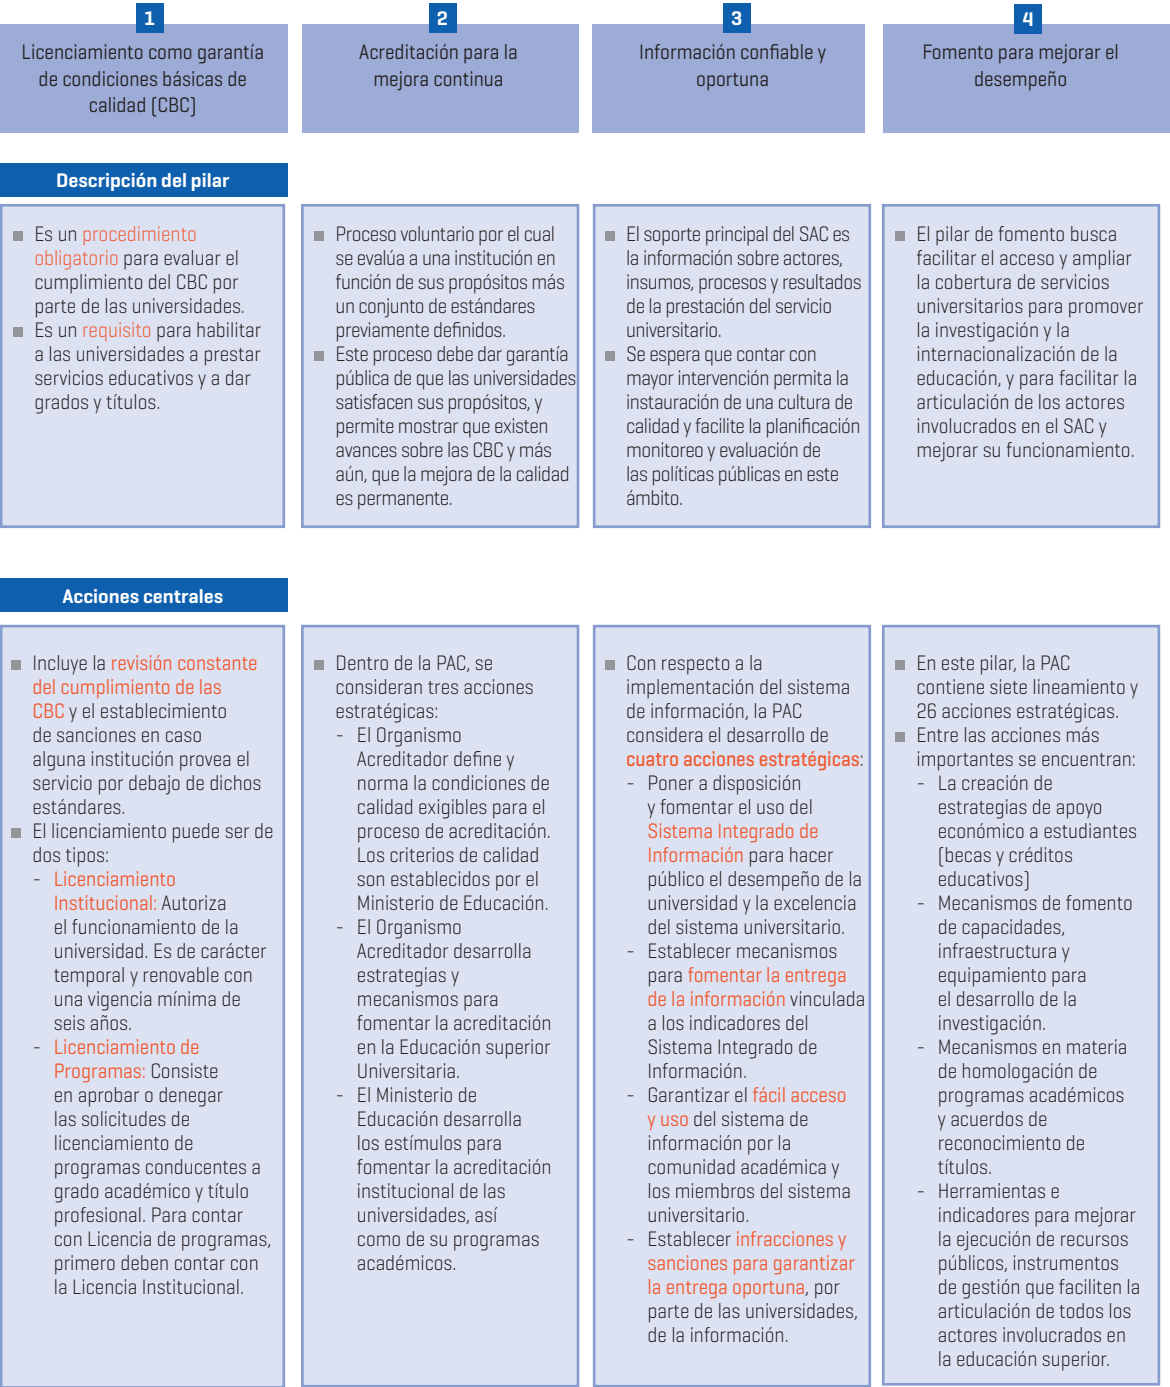 1
Licenciamiento como garantía
de condiciones básicas de
calidad (CBC)
2
Acreditación para la
mejora continua
3
Información confiable y
oportuna
4
Fomento para mejorar el
desempeño
Descripción del pilar
■ Es un procedimiento
obligatorio para evaluar el
cumplimiento del CBC por
parte de las universidades.
■ Es un requisito para habilitar
a las universidades a prestar
servicios educativos y a dar
grados y títulos.
■ Proceso voluntario por el cual
se evalúa a una institución en
función de sus propósitos más
un conjunto de estándares
previamente definidos.
■ Este proceso debe dar garantía
pública de que las universidades
satisfacen sus propósitos, y
permite mostrar que existen
avances sobre las CBC y más
aún, que la mejora de la calidad
es permanente.
■ El soporte principal del SAC es
la información sobre actores,
insumos, procesos y resultados
de la prestación del servicio
universitario.
■ Se espera que contar con
mayor intervención permita la
instauración de una cultura de
calidad y facilite la planificación
monitoreo y evaluación de
las políticas públicas en este
ámbito.
■ El pilar de fomento busca
facilitar el acceso y ampliar
la cobertura de servicios
universitarios para promover
la investigación y la
internacionalización de la
educación, y para facilitar la
articulación de los actores
involucrados en el SAC y
mejorar su funcionamiento.
Acciones centrales
■ Incluye la revisión constante
del cumplimiento de las
CBC y el establecimiento
de sanciones en caso
alguna institución provea el
servicio por debajo de dichos
estándares.
■ El licenciamiento puede ser de
dos tipos:
- Licenciamiento
Institucional: Autoriza
el funcionamiento de la
universidad. Es de carácter
temporal y renovable con
una vigencia mínima de
seis años.
- Licenciamiento de
Programas: Consiste
en aprobar o denegar
las solicitudes de
licenciamiento de
programas conducentes a
grado académico y título
profesional. Para contar
con Licencia de programas,
primero deben contar con
la Licencia Institucional.
■ Dentro de la PAC, se
consideran tres acciones
estratégicas:
- El Organismo
Acreditador define y
norma la condiciones de
calidad exigibles para el
proceso de acreditación.
Los criterios de calidad
son establecidos por el
Ministerio de Educación.
- El Organismo
Acreditador desarrolla
estrategias y
mecanismos para
fomentar la acreditación
en la Educación superior
Universitaria.
- El Ministerio de
Educación desarrolla
los estímulos para
fomentar la acreditación
institucional de las
universidades, así
como de su programas
académicos.
■ Con respecto a la
implementación del sistema
de información, la PAC
considera el desarrollo de
cuatro acciones estratégicas:
- Poner a disposición
y fomentar el uso del
Sistema Integrado de
Información para hacer
público el desempeño de la
universidad y la excelencia
del sistema universitario.
- Establecer mecanismos
para fomentar la entrega
de la información vinculada
a los indicadores del
Sistema Integrado de
Información.
- Garantizar el fácil acceso
y uso del sistema de
información por la
comunidad académica y
los miembros del sistema
universitario.
- Establecer infracciones y
sanciones para garantizar
la entrega oportuna, por
parte de las universidades,
de la información.
■ En este pilar, la PAC
contiene siete lineamiento y
26 acciones estratégicas.
■ Entre las acciones más
importantes se encuentran:
- La creación de
estrategias de apoyo
económico a estudiantes
(becas y créditos
educativos)
- Mecanismos de fomento
de capacidades,
infraestructura y
equipamiento para
el desarrollo de la
investigación.
- Mecanismos en materia
de homologación de
programas académicos
y acuerdos de
reconocimiento de
títulos.
- Herramientas e
indicadores para mejorar
la ejecución de recursos
públicos, instrumentos
de gestión que faciliten la
articulación de todos los
actores involucrados en
la educación superior.